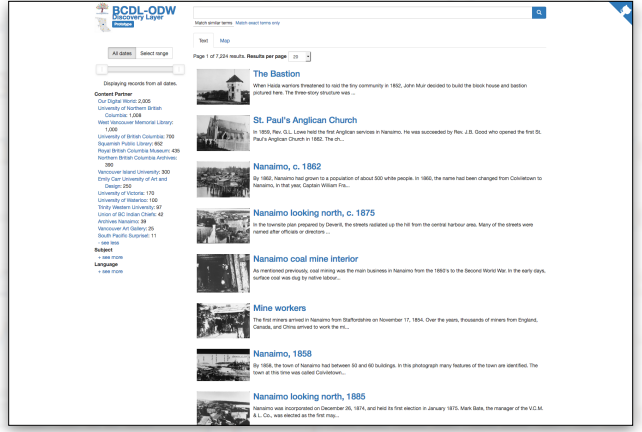 BCDL-ODW
Discovery Layer
Prototype
Match similar terms Match exact terms only
Text Map
All dates Select range
Page 1 of 7,224 results. Results per page 20
Displaying records from all dates.
Content Partner
Our Digital World: 2,005
University of Northern British
Columbia: 1,008
West Vancouver Memorial Library:
1,000
University of British Columbia: 700
Squamish Public Library: 652
Royal British Columbia Museum: 435
Northern British Columbia Archives:
390
Vancouver Island University: 300
Emily Carr University of Art and
Design: 250
University of Victoria: 170
University of Waterloo: 100
Trinity Western University: 97
Union of BC Indian Chiefs: 42
Archives Nanaimo: 39
Vancouver Art Gallery: 25
South Pacific Surprised: 11
- see less
Subject
+ see more
Language
+ see more
The Bastion
When Haida warriors threatened to raid the tiny community in 1852, John Muir decided to build the block house and bastion
pictured here. The three-story structure was ...
St. Paul's Anglican Church
In 1859, Rev. O.L. Lowe held the first Anglican services in Nanaimo. He was succeeded by Rev. J.B. Good who opened the first St.
Paul's Anglican Church in 1862. The ch...
Nanaimo, c. 1862
By 1862, Nanaimo had grown to a population of about 500 white people. In 1860, the name had been changed from Colviletown to
Nanaimo, in that year, Captain William Fra...
Nanaimo looking north, c. 1875
In the townsite plan prepared by Deverill, the streets radiated up the hill from the central harbour area. Many of the streets were
named after officials or directors ...
Nanaimo coal mine interior
As mentioned previously, coal mining was the main business in Nanaimo from the 1850's to the Second World War. In the early days,
surface coal was dug by native labour...
Mine workers
The first miners arrived in Nanaimo from Staffordshire on November 17, 1854. Over the years, thousands of miners from England,
Canada, and China arrived to work the mi...
Nanaimo, 1858
By 1858, the town of Nanaimo had between 50 and 60 buildings. In this photograph many features of the town are identified. The
town at this time was called Colviletown...
Nanaimo looking north, 1885
Nanaimo was incorporated on December 26, 1874, and held its first election in January 1875. Mark Bate, the manager of the V.C.M.
& L. Co., was elected as the first may...